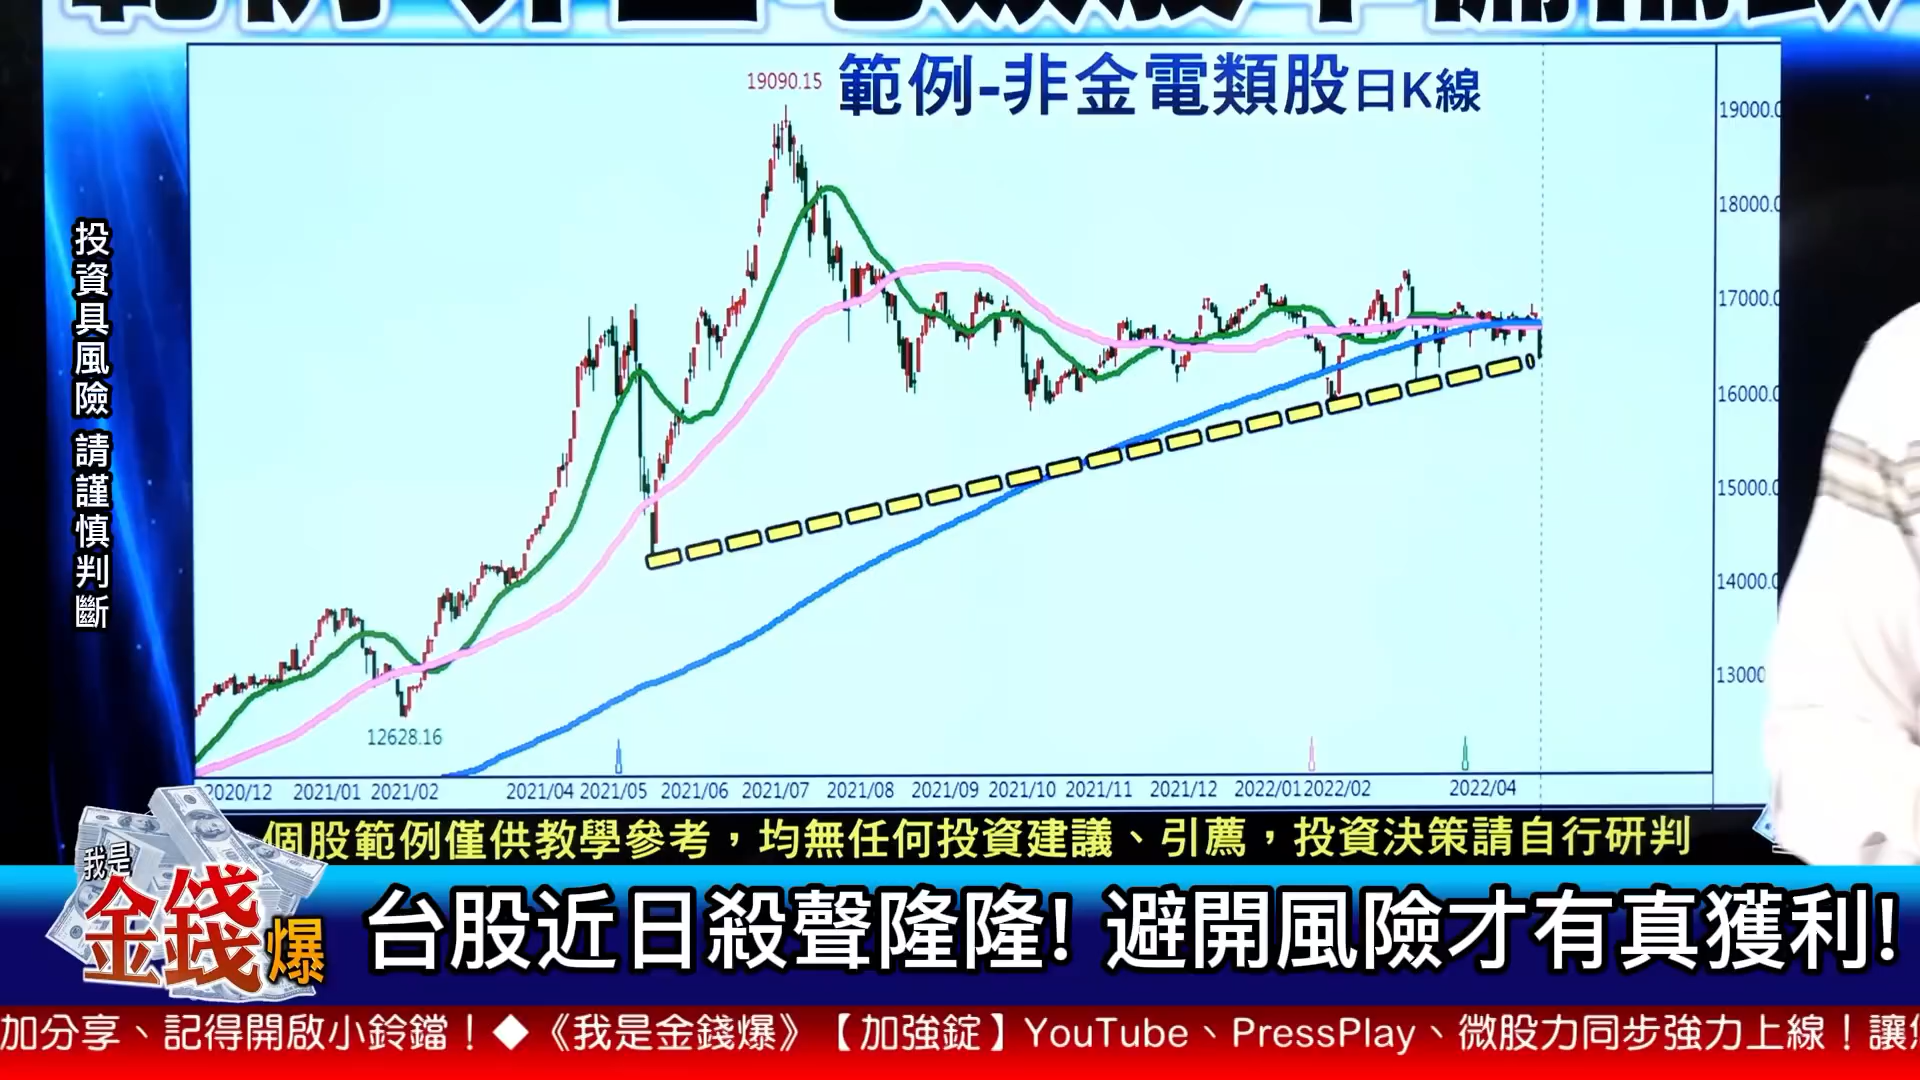 範例-非金電類股日K線
19090.15
19000.0
18000.0
17000.0
16000.0
15000.0
14000.0
13000
12628.16
2020/12 2021/01 2021/02 2021/04 2021/05 2021/06 2021/07 2021/08 2021/09 2021/10 2021/11 2021/12 2022/01 2022/02 2022/04
投資具風險 請謹慎判斷
個股範例僅供教學參考，均無任何投資建議、引薦，投資決策請自行研判
我是
金錢爆
台股近日殺聲隆隆! 避開風險才有真獲利!
加分享、記得開啟小鈴鐺！◆《我是金錢爆》【加強錠】YouTube、PressPlay、微股力同步強力上線！讓